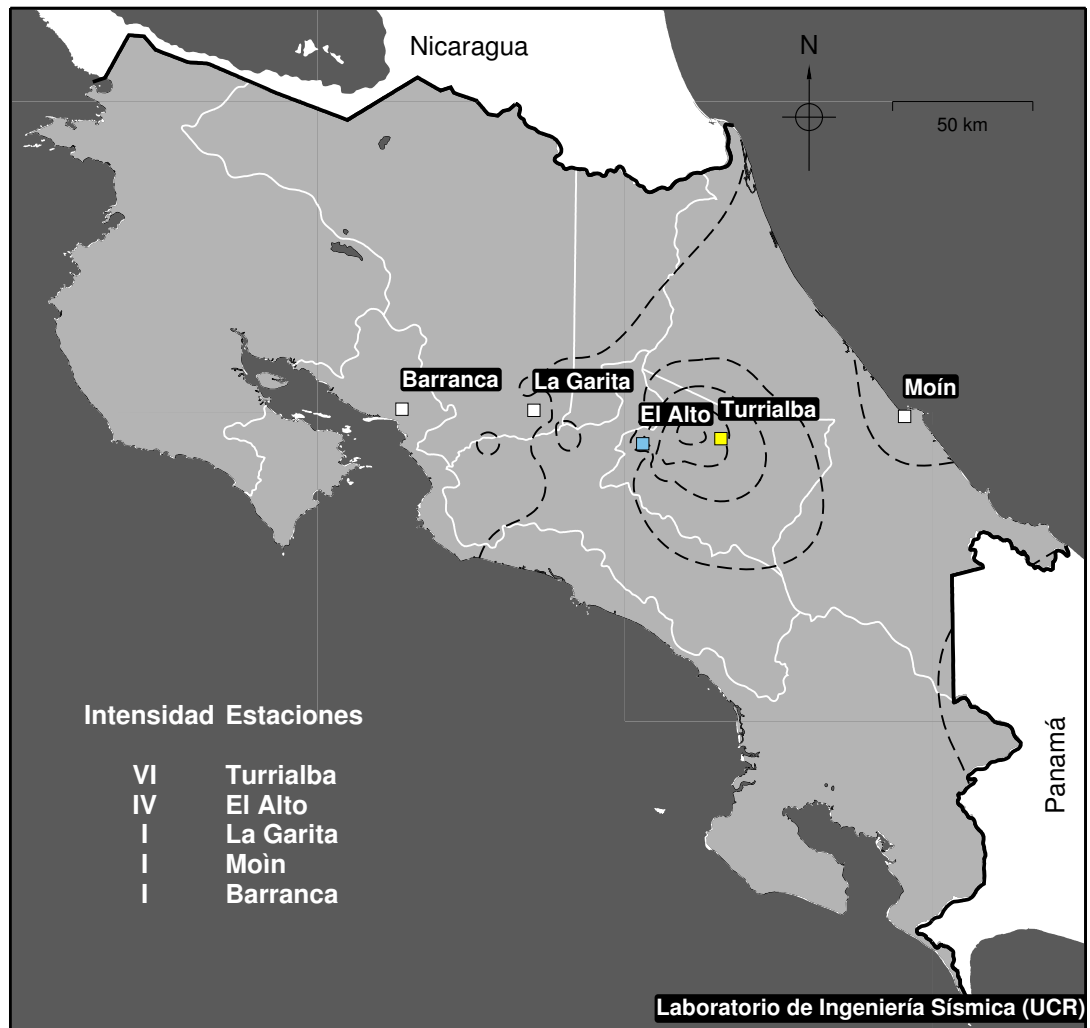 Nicaragua
N
50 km
Barranca
La Garita
Moín
El Alto
Turrialba
Intensidad Estaciones
VI Turrialba
IV El Alto
I La Garita
I Moìn
I Barranca
Panamá
Laboratorio de Ingeniería Sísmica (UCR)